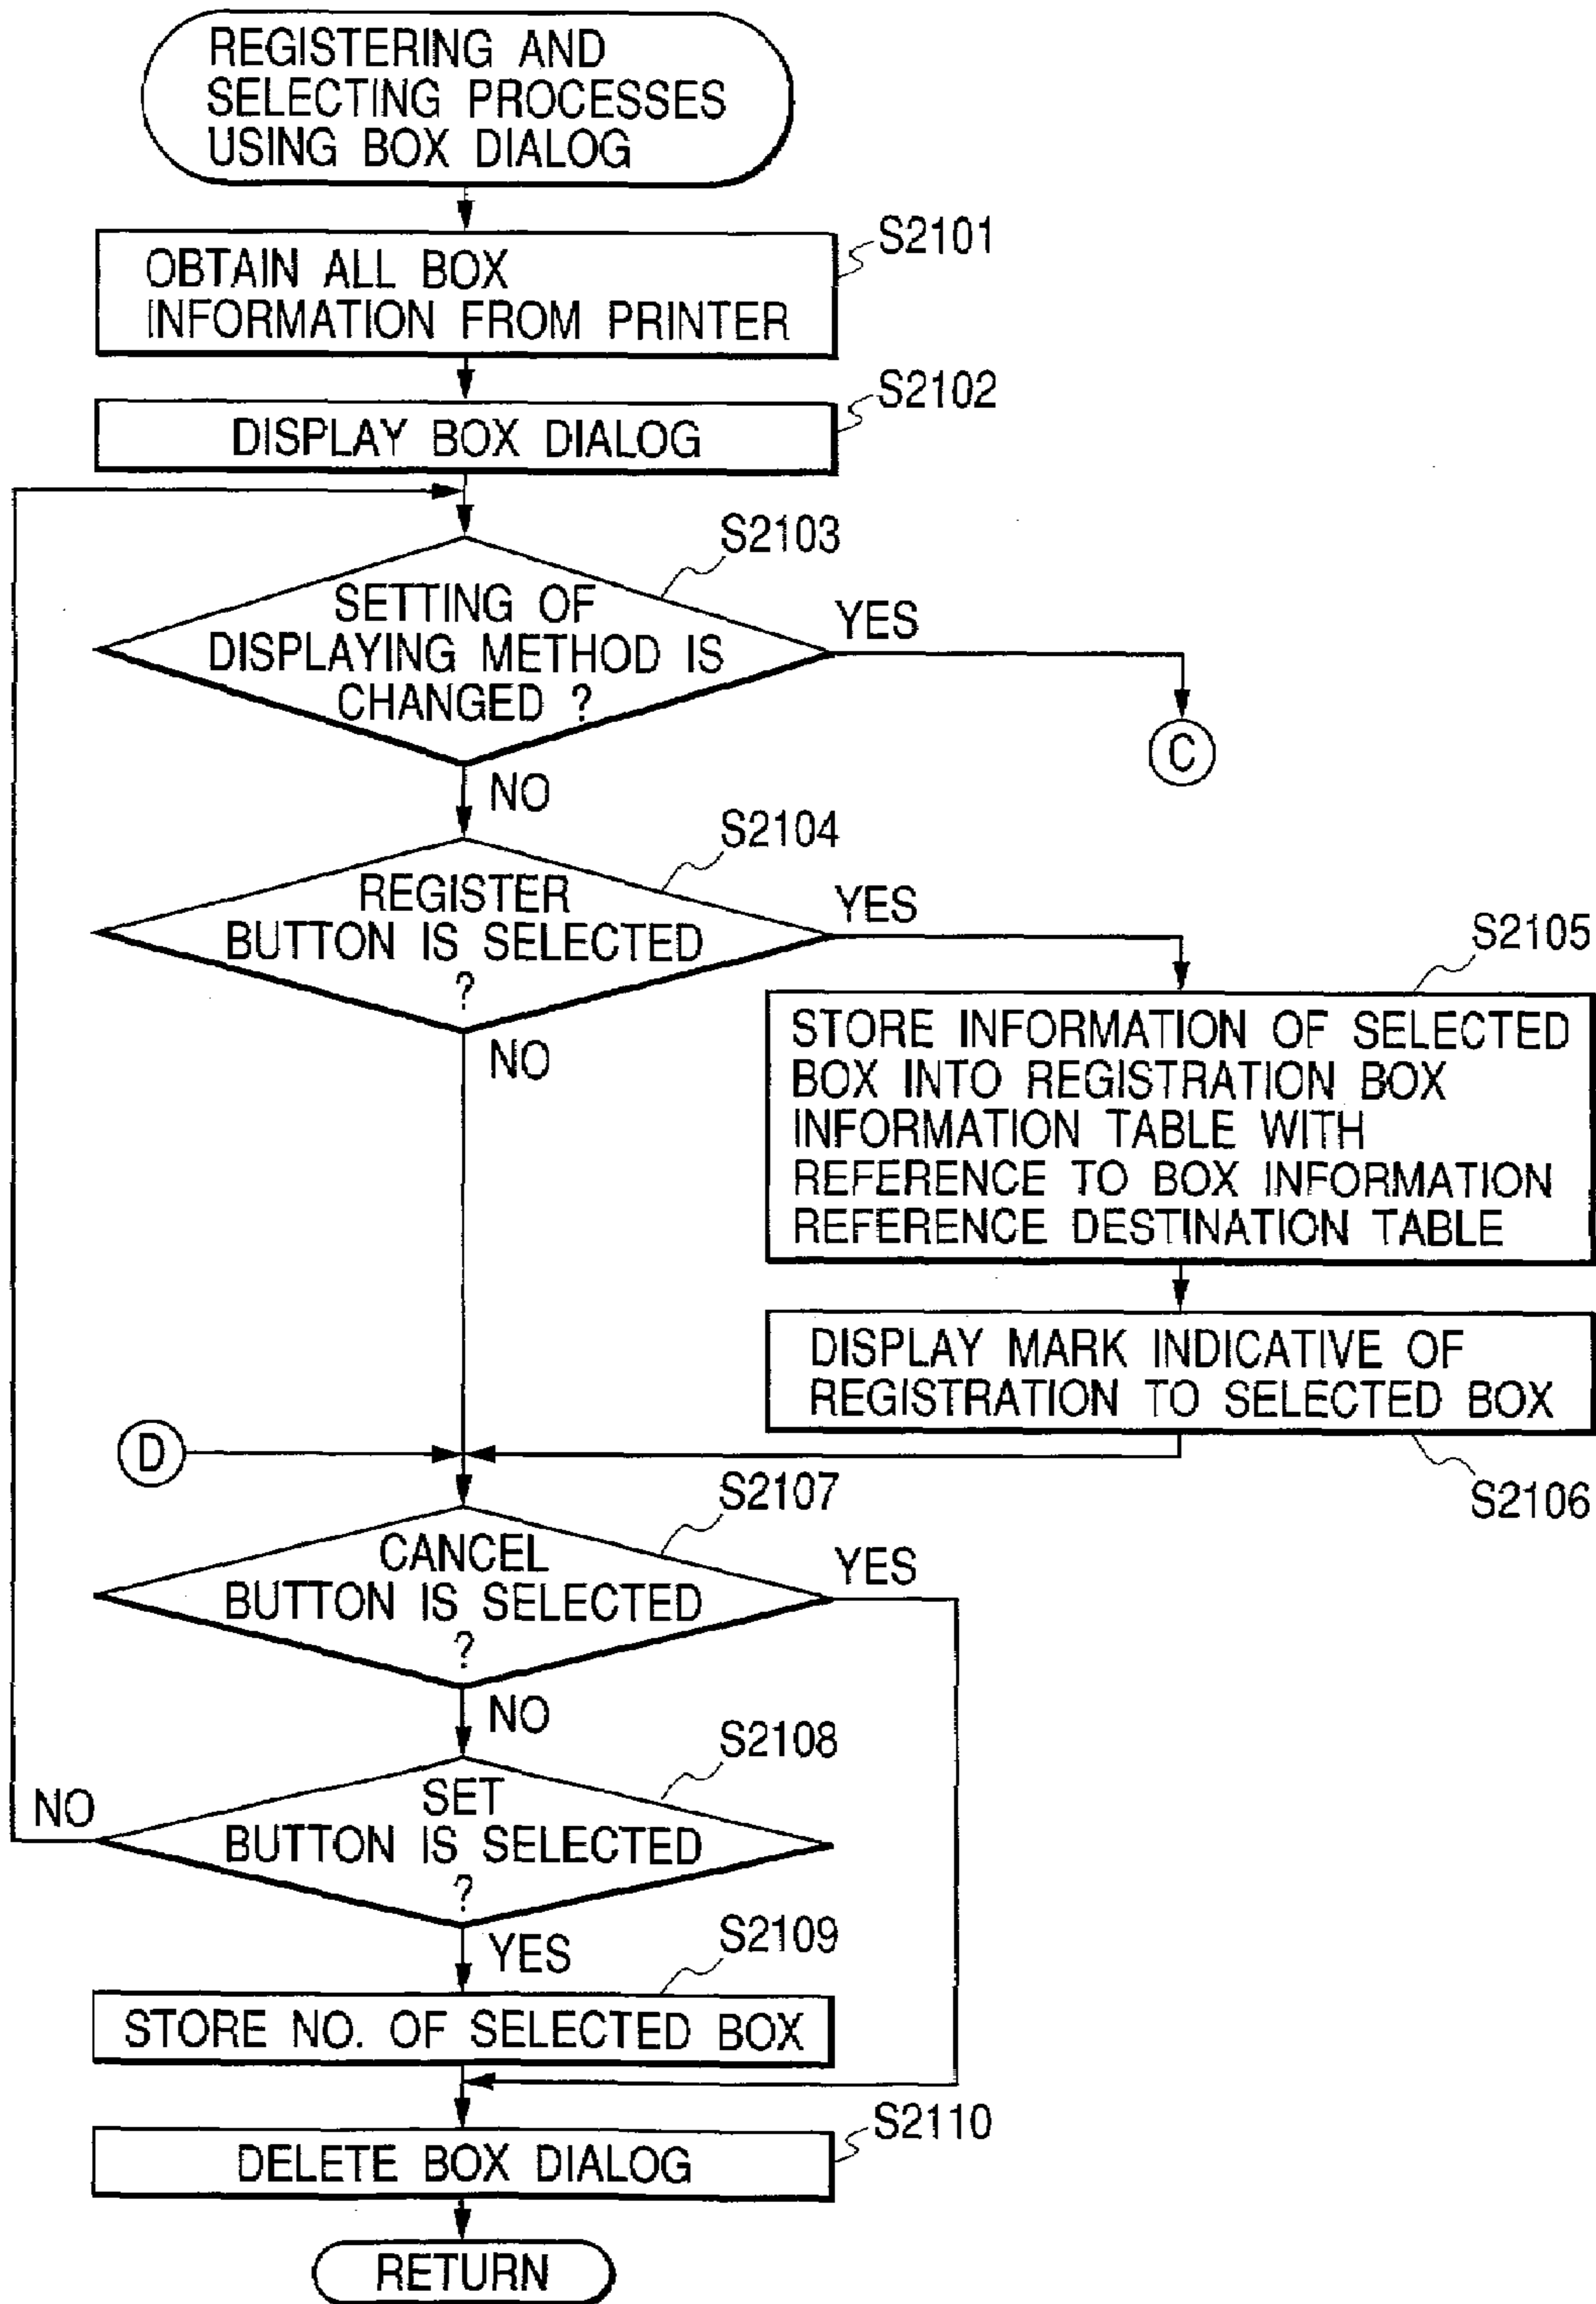 REGISTERING AND
SELECTING PROCESSES
USING BOX DIALOG
S2101
OBTAIN ALL BOX
INFORMATION FROM PRINTER
S2102
DISPLAY BOX DIALOG
S2103
SETTING OF
DISPLAYING METHOD IS
CHANGED ?
YES
C
NO
S2104
REGISTER
BUTTON IS SELECTED
?
YES
NO
S2105
STORE INFORMATION OF SELECTED
BOX INTO REGISTRATION BOX
INFORMATION TABLE WITH
REFERENCE TO BOX INFORMATION
REFERENCE DESTINATION TABLE
DISPLAY MARK INDICATIVE OF
REGISTRATION TO SELECTED BOX
S2106
D
S2107
CANCEL
BUTTON IS SELECTED
?
YES
NO
S2108
SET
BUTTON IS SELECTED
?
NO
YES
S2109
STORE NO. OF SELECTED BOX
S2110
DELETE BOX DIALOG
RETURN